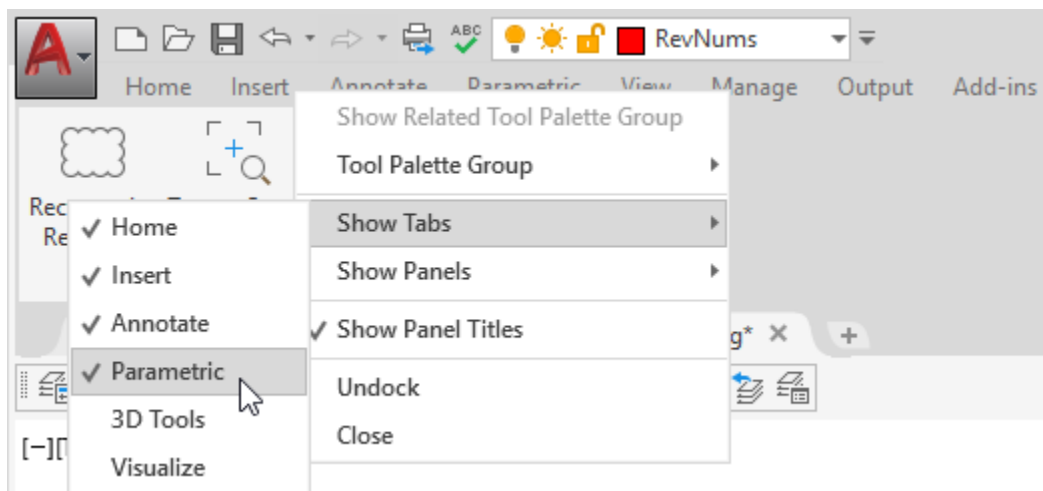 ABC RevNums
Home Insert Annotate Parametric View Manage Output Add-ins
Show Related Tool Palette Group
Tool Palette Group
Show Tabs
Show Panels
Show Panel Titles
Undock
Close
Home
Insert
Annotate
Parametric
3D Tools
Visualize